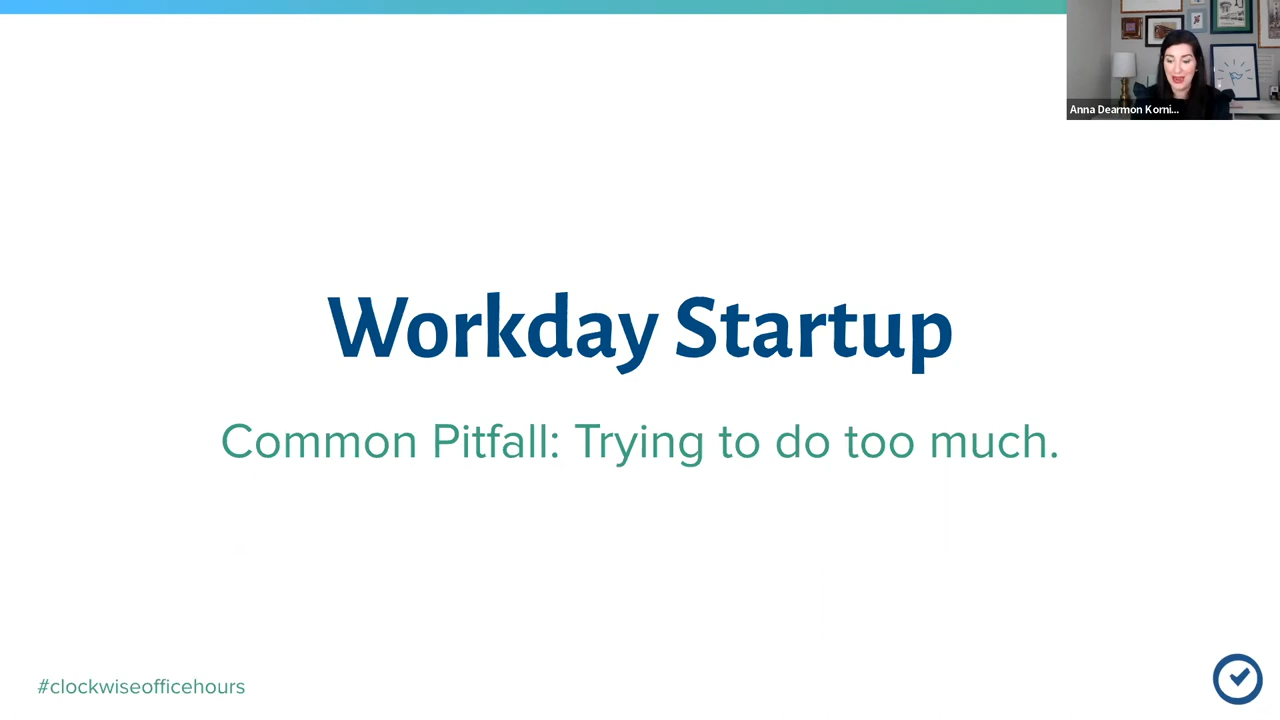 Anna Dearmon Korni...
Workday Startup
Common Pitfall: Trying to do too much.
#clockwiseofficehours